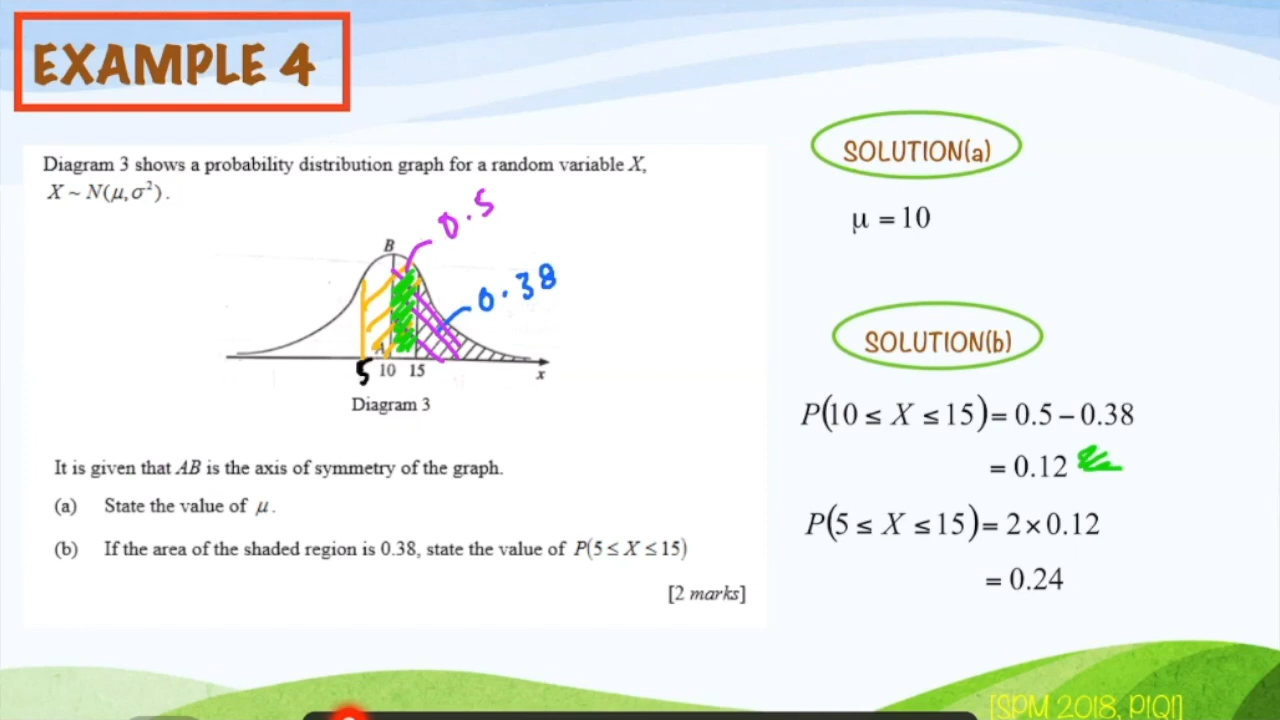 EXAMPLE 4
Diagram 3 shows a probability distribution graph for a random variable X,
X ~ N(μ,σ²).
0.5
B
0.38
A
5 10 15 x
Diagram 3
It is given that AB is the axis of symmetry of the graph.
(a) State the value of μ.
(b) If the area of the shaded region is 0.38, state the value of P(5 ≤ X ≤ 15)
[2 marks]
SOLUTION(a)
μ = 10
SOLUTION(b)
P(10 ≤ X ≤ 15) = 0.5 − 0.38
= 0.12
P(5 ≤ X ≤ 15) = 2 × 0.12
= 0.24
[SPM 2018, P1Q1]